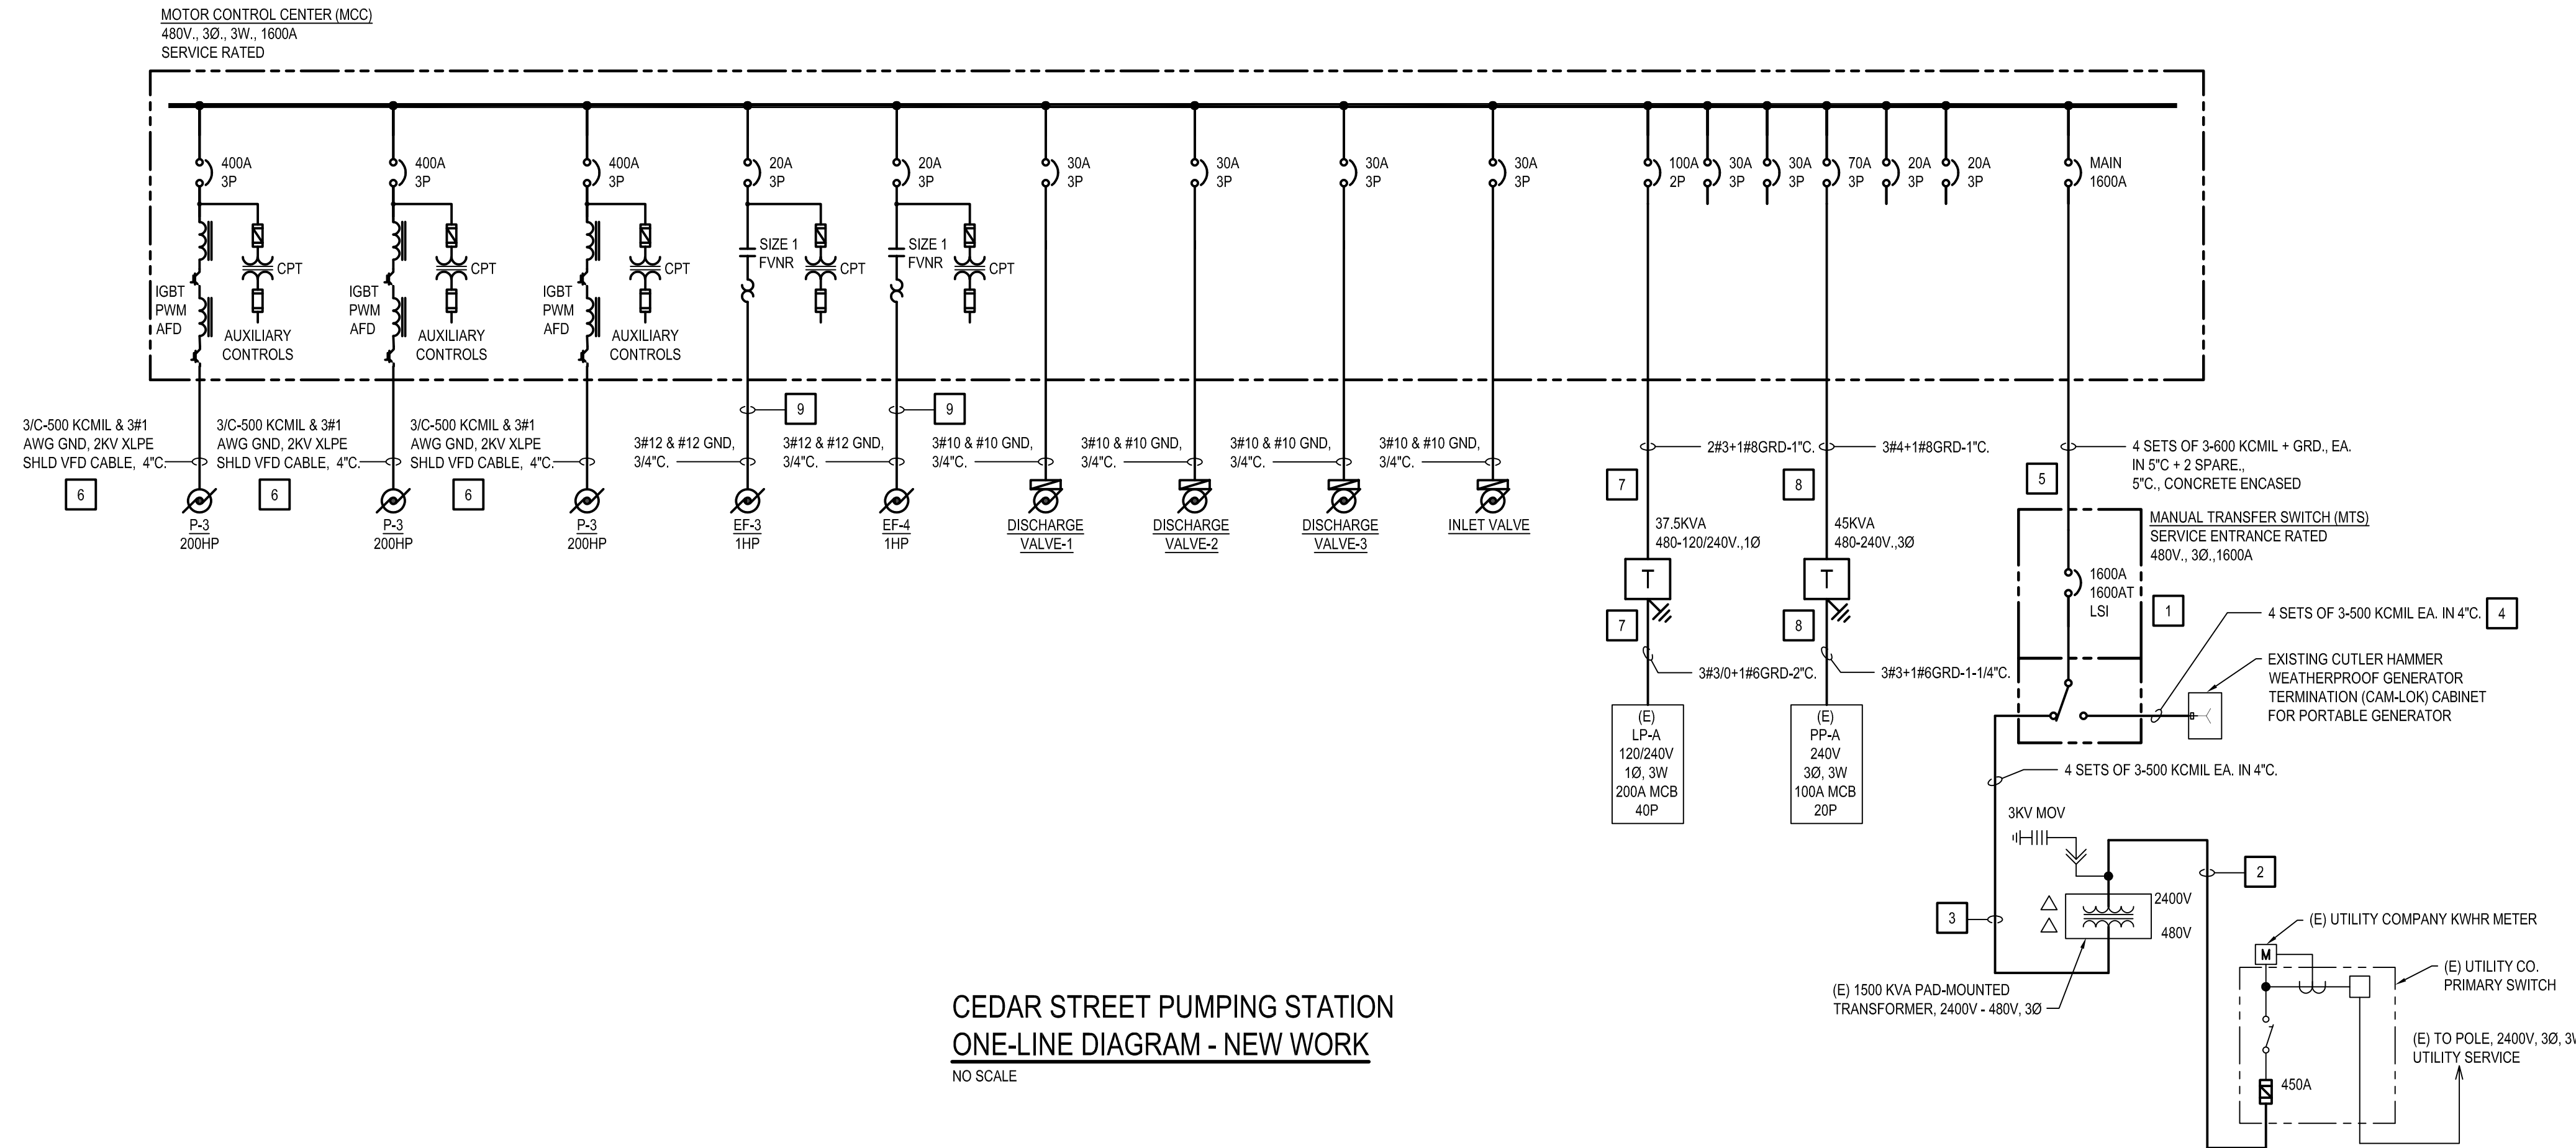 MOTOR CONTROL CENTER (MCC)
480V., 3Ø., 3W., 1600A
SERVICE RATED
400A
3P
400A
3P
400A
3P
20A
3P
20A
3P
30A
3P
30A
3P
30A
3P
30A
3P
100A
2P
30A
3P
30A
3P
70A
3P
20A
3P
20A
3P
MAIN
1600A
CPT
IGBT
PWM
AFD
AUXILIARY
CONTROLS
CPT
IGBT
PWM
AFD
AUXILIARY
CONTROLS
CPT
IGBT
PWM
AFD
AUXILIARY
CONTROLS
SIZE 1
FVNR
CPT
SIZE 1
FVNR
CPT
3/C-500 KCMIL & 3#1
AWG GND, 2KV XLPE
SHLD VFD CABLE, 4"C.
6
P-3
200HP
3/C-500 KCMIL & 3#1
AWG GND, 2KV XLPE
SHLD VFD CABLE, 4"C.
6
P-3
200HP
3/C-500 KCMIL & 3#1
AWG GND, 2KV XLPE
SHLD VFD CABLE, 4"C.
6
P-3
200HP
9
3#12 & #12 GND,
3/4"C.
EF-3
1HP
9
3#12 & #12 GND,
3/4"C.
EF-4
1HP
3#10 & #10 GND,
3/4"C.
DISCHARGE
VALVE-1
3#10 & #10 GND,
3/4"C.
DISCHARGE
VALVE-2
3#10 & #10 GND,
3/4"C.
DISCHARGE
VALVE-3
3#10 & #10 GND,
3/4"C.
INLET VALVE
2#3+1#8GRD-1"C.
7
37.5KVA
480-120/240V.,1Ø
T
7
3#3/0+1#6GRD-2"C.
(E)
LP-A
120/240V
1Ø, 3W
200A MCB
40P
3#4+1#8GRD-1"C.
8
45KVA
480-240V.,3Ø
T
8
3#3+1#6GRD-1-1/4"C.
(E)
PP-A
240V
3Ø, 3W
100A MCB
20P
4 SETS OF 3-600 KCMIL + GRD., EA.
IN 5"C + 2 SPARE.,
5"C., CONCRETE ENCASED
5
MANUAL TRANSFER SWITCH (MTS)
SERVICE ENTRANCE RATED
480V., 3Ø.,1600A
1600A
1600AT
LSI
1
4 SETS OF 3-500 KCMIL EA. IN 4"C.
4
EXISTING CUTLER HAMMER
WEATHERPROOF GENERATOR
TERMINATION (CAM-LOK) CABINET
FOR PORTABLE GENERATOR
4 SETS OF 3-500 KCMIL EA. IN 4"C.
3KV MOV
2
3
2400V
480V
(E) 1500 KVA PAD-MOUNTED
TRANSFORMER, 2400V - 480V, 3Ø
(E) UTILITY COMPANY KWHR METER
M
(E) UTILITY CO.
PRIMARY SWITCH
(E) TO POLE, 2400V, 3Ø, 3W
UTILITY SERVICE
450A
CEDAR STREET PUMPING STATION
ONE-LINE DIAGRAM - NEW WORK
NO SCALE